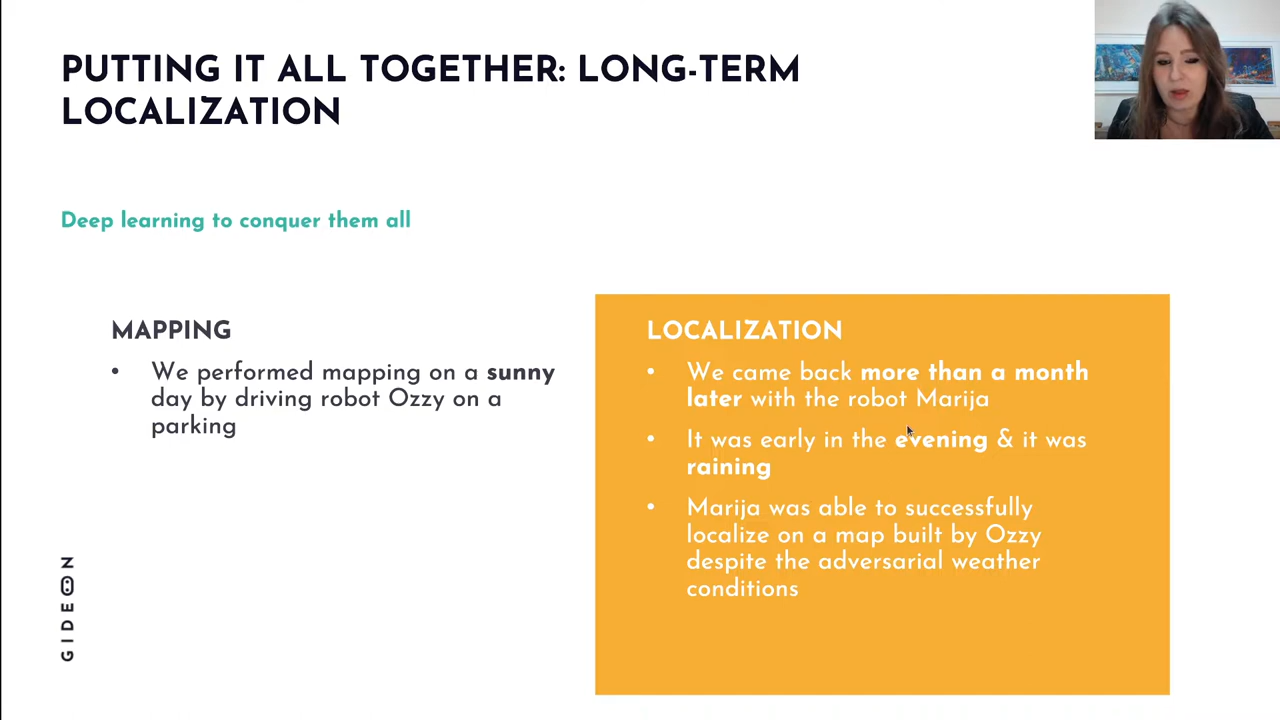 PUTTING IT ALL TOGETHER: LONG-TERM
LOCALIZATION
Deep learning to conquer them all
MAPPING
• We performed mapping on a sunny
day by driving robot Ozzy on a
parking
LOCALIZATION
• We came back more than a month
later with the robot Marija
• It was early in the evening & it was
raining
• Marija was able to successfully
localize on a map built by Ozzy
despite the adversarial weather
conditions
GIDEON